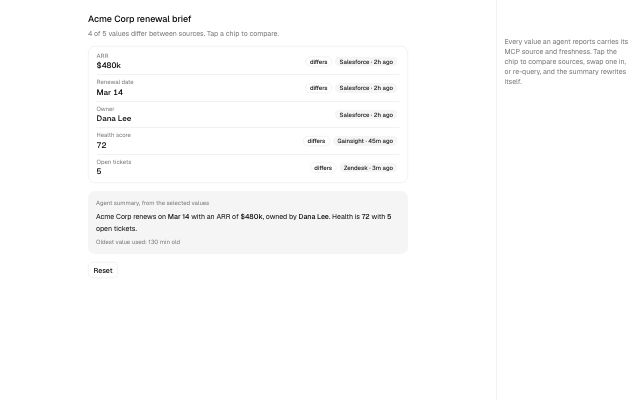 Acme Corp renewal brief
4 of 5 values differ between sources. Tap a chip to compare.
ARR
$480k
differs
Salesforce · 2h ago
Renewal date
Mar 14
differs
Salesforce · 2h ago
Owner
Dana Lee
Salesforce · 2h ago
Health score
72
differs
Gainsight · 45m ago
Open tickets
5
differs
Zendesk · 3m ago
Agent summary, from the selected values
Acme Corp renews on Mar 14 with an ARR of $480k, owned by Dana Lee. Health is 72 with 5
open tickets.
Oldest value used: 130 min old
Reset
Every value an agent reports carries its
MCP source and freshness. Tap the
chip to compare sources, swap one in,
or re-query, and the summary rewrites
itself.